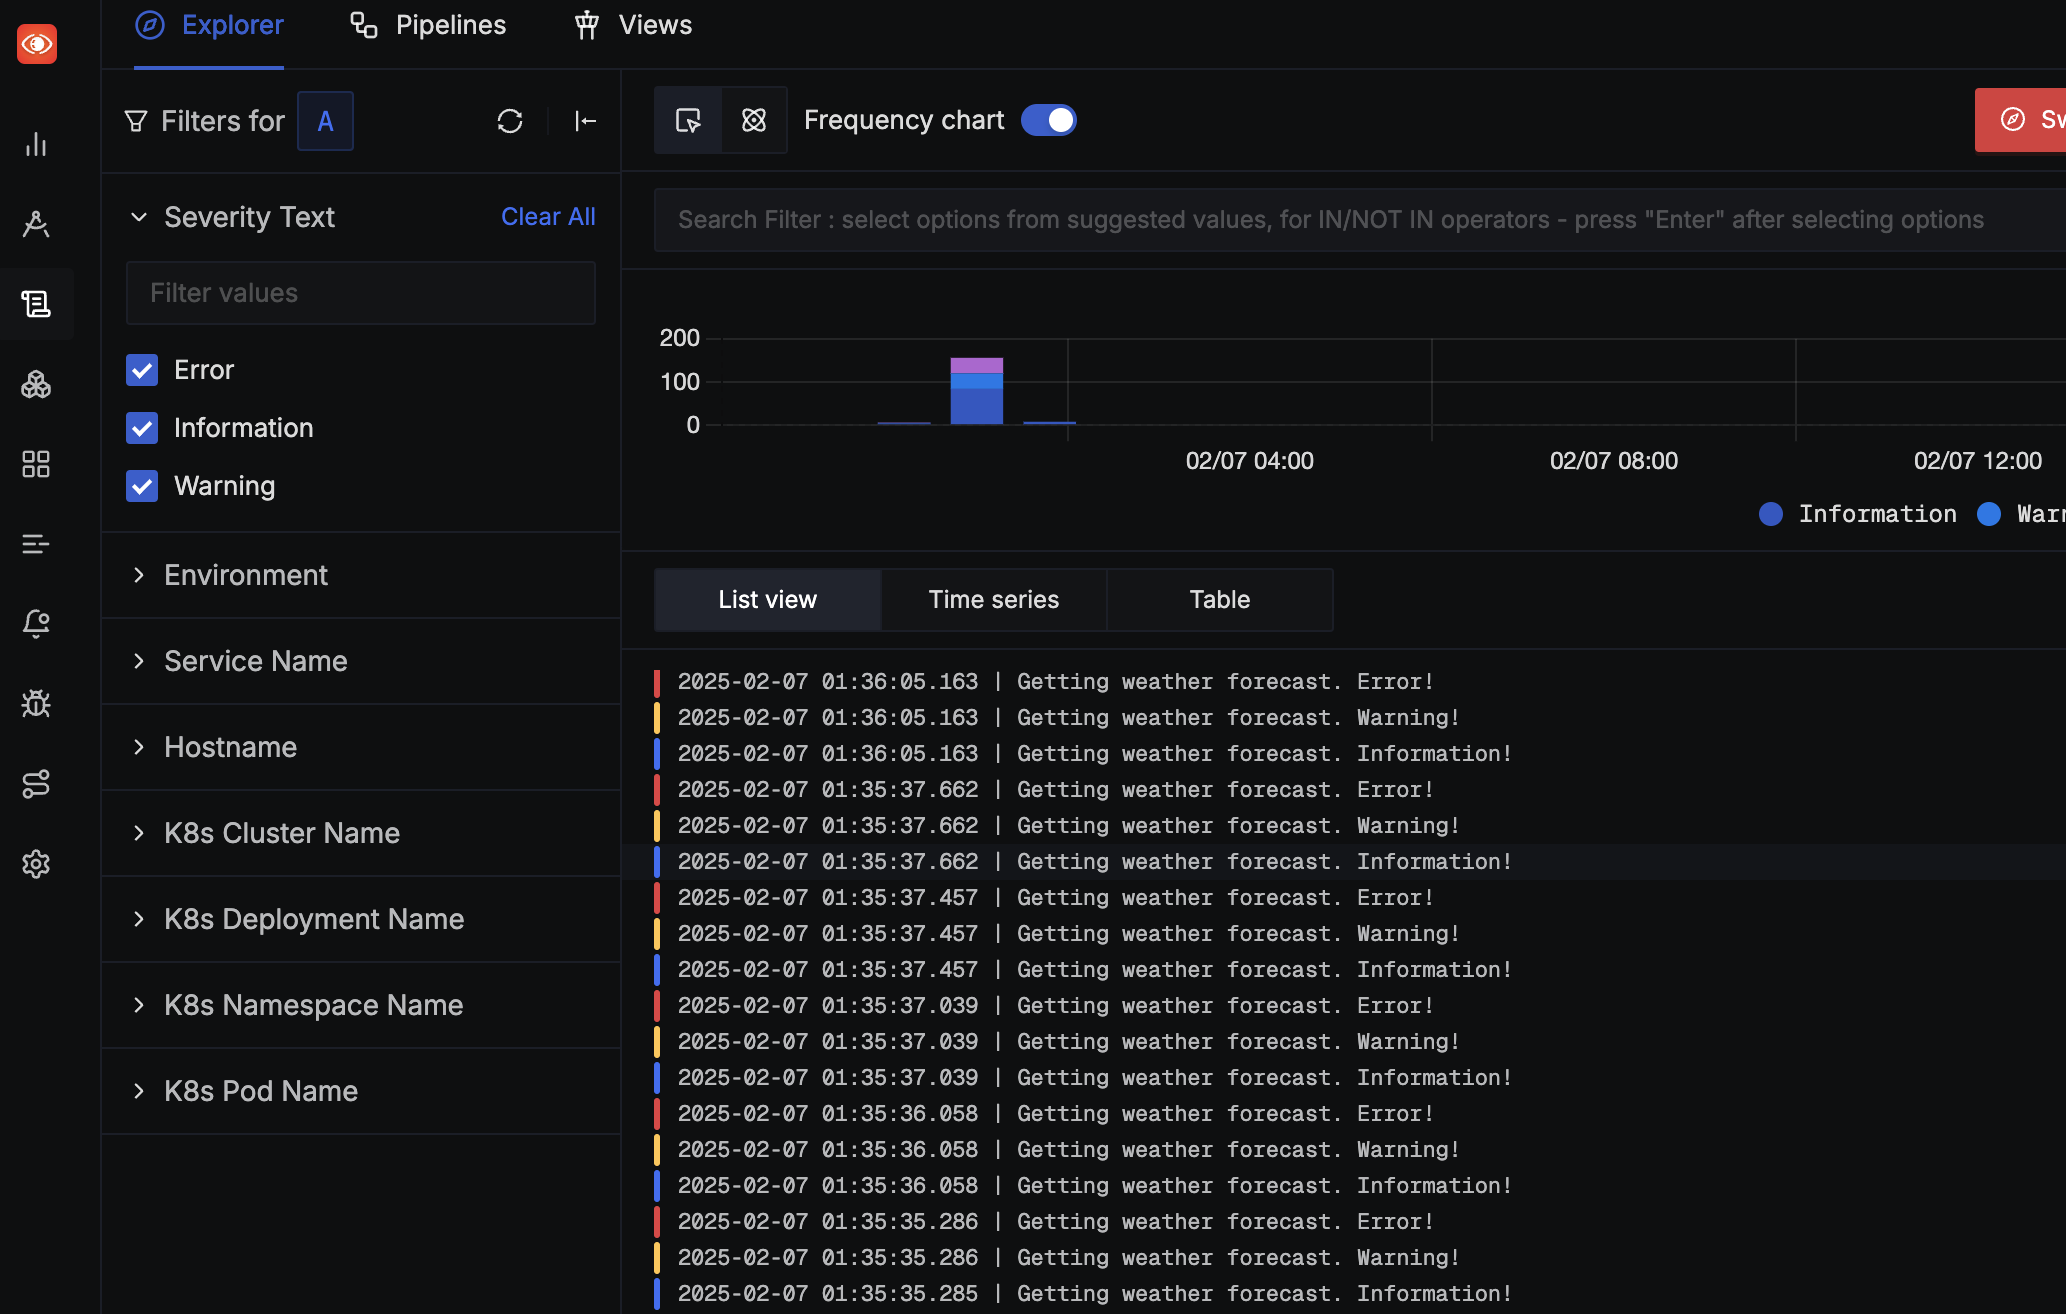 Explorer
Pipelines
Views
Filters for A
Frequency chart
Severity Text
Clear All
Search Filter : select options from suggested values, for IN/NOT IN operators - press "Enter" after selecting options
Filter values
Error
Information
Warning
Environment
Service Name
Hostname
K8s Cluster Name
K8s Deployment Name
K8s Namespace Name
K8s Pod Name
200
100
0
02/07 04:00
02/07 08:00
02/07 12:00
Information
List view
Time series
Table
2025-02-07 01:36:05.163 | Getting weather forecast. Error!
2025-02-07 01:36:05.163 | Getting weather forecast. Warning!
2025-02-07 01:36:05.163 | Getting weather forecast. Information!
2025-02-07 01:35:37.662 | Getting weather forecast. Error!
2025-02-07 01:35:37.662 | Getting weather forecast. Warning!
2025-02-07 01:35:37.662 | Getting weather forecast. Information!
2025-02-07 01:35:37.457 | Getting weather forecast. Error!
2025-02-07 01:35:37.457 | Getting weather forecast. Warning!
2025-02-07 01:35:37.457 | Getting weather forecast. Information!
2025-02-07 01:35:37.039 | Getting weather forecast. Error!
2025-02-07 01:35:37.039 | Getting weather forecast. Warning!
2025-02-07 01:35:37.039 | Getting weather forecast. Information!
2025-02-07 01:35:36.058 | Getting weather forecast. Error!
2025-02-07 01:35:36.058 | Getting weather forecast. Warning!
2025-02-07 01:35:36.058 | Getting weather forecast. Information!
2025-02-07 01:35:35.286 | Getting weather forecast. Error!
2025-02-07 01:35:35.286 | Getting weather forecast. Warning!
2025-02-07 01:35:35.285 | Getting weather forecast. Information!